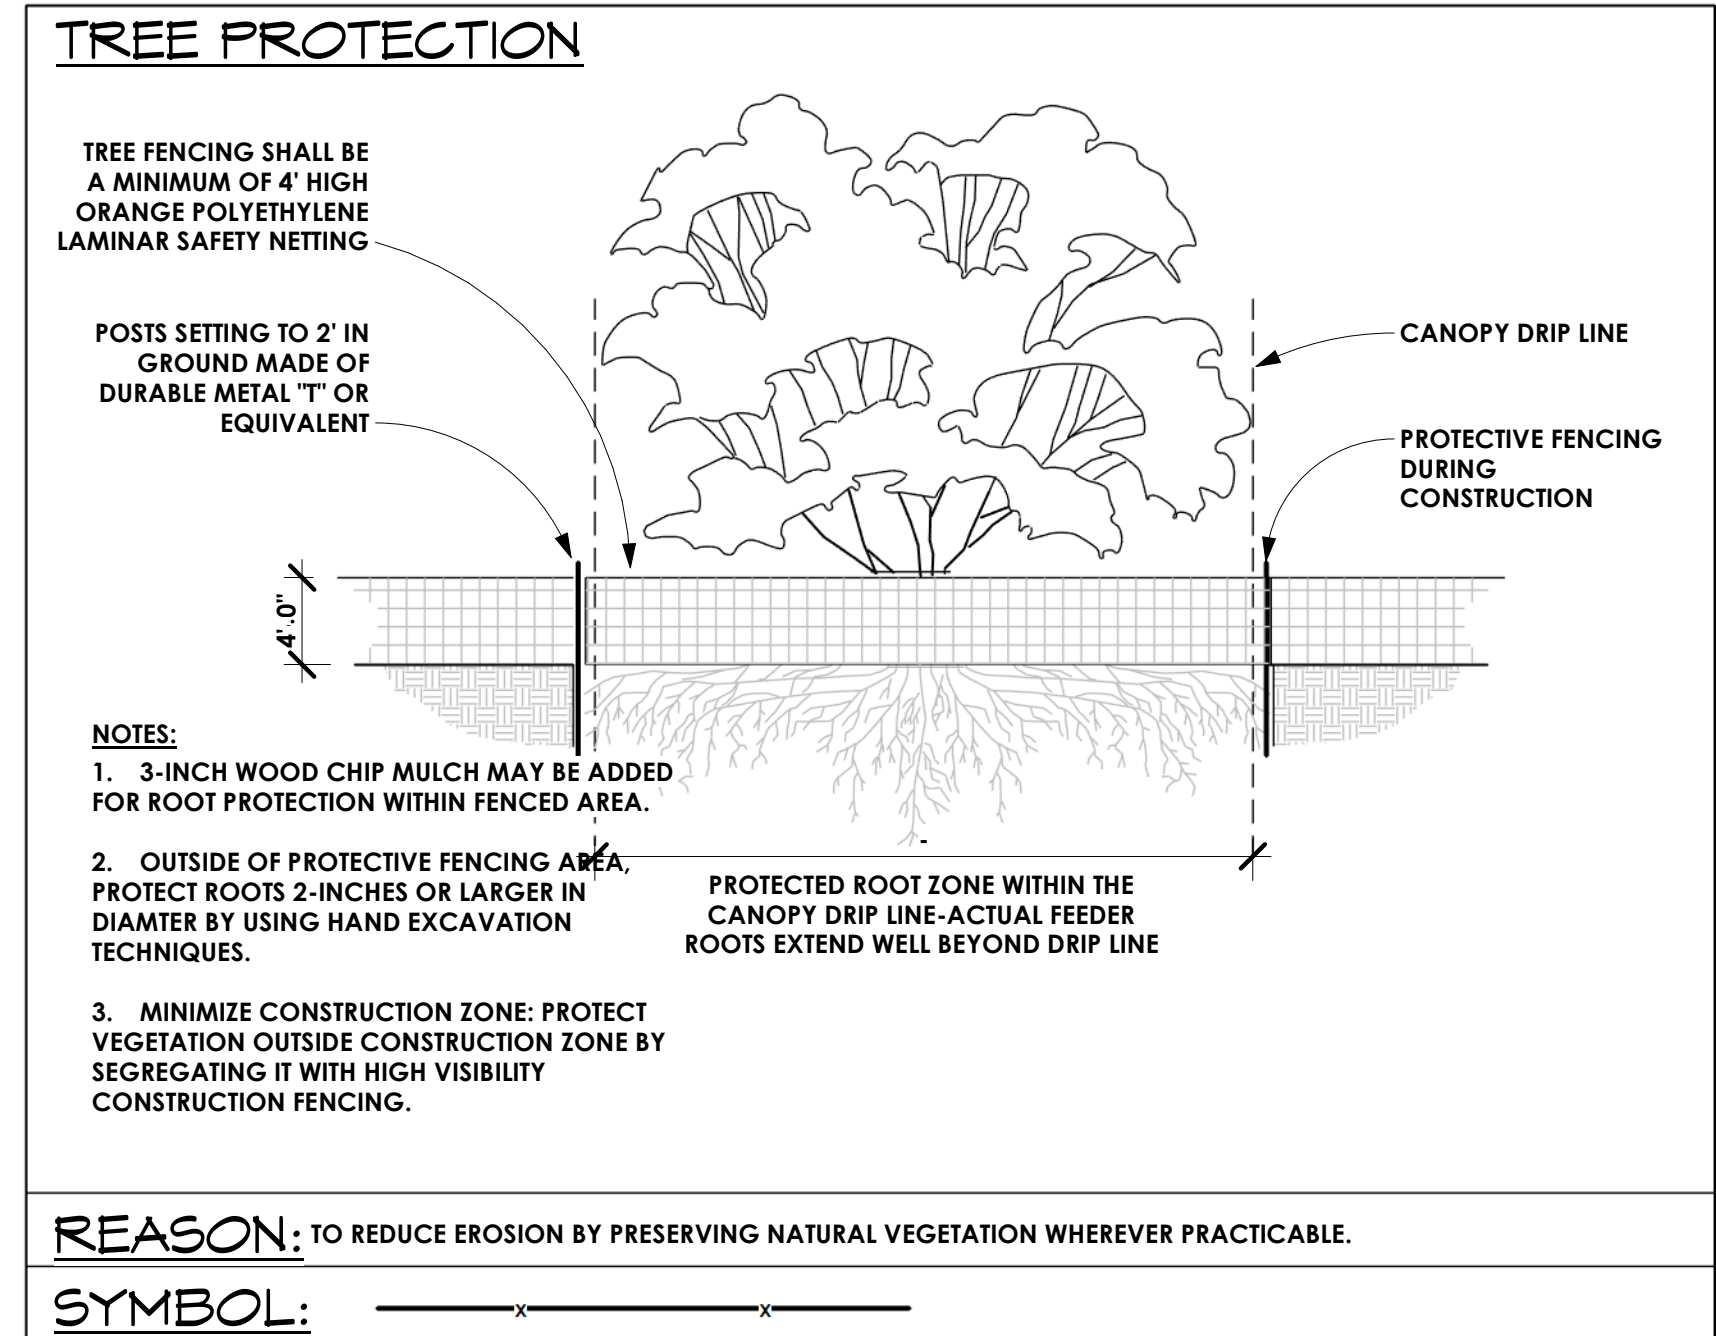 TREE PROTECTION
TREE FENCING SHALL BE
A MINIMUM OF 4' HIGH
ORANGE POLYETHYLENE
LAMINAR SAFETY NETTING
POSTS SETTING TO 2' IN
GROUND MADE OF
DURABLE METAL "T" OR
EQUIVALENT
CANOPY DRIP LINE
PROTECTIVE FENCING
DURING
CONSTRUCTION
4'.0"
NOTES:
1. 3-INCH WOOD CHIP MULCH MAY BE ADDED
FOR ROOT PROTECTION WITHIN FENCED AREA.
2. OUTSIDE OF PROTECTIVE FENCING AREA,
PROTECT ROOTS 2-INCHES OR LARGER IN
DIAMTER BY USING HAND EXCAVATION
TECHNIQUES.
3. MINIMIZE CONSTRUCTION ZONE: PROTECT
VEGETATION OUTSIDE CONSTRUCTION ZONE BY
SEGREGATING IT WITH HIGH VISIBILITY
CONSTRUCTION FENCING.
-
PROTECTED ROOT ZONE WITHIN THE
CANOPY DRIP LINE-ACTUAL FEEDER
ROOTS EXTEND WELL BEYOND DRIP LINE
REASON: TO REDUCE EROSION BY PRESERVING NATURAL VEGETATION WHEREVER PRACTICABLE.
SYMBOL: X X